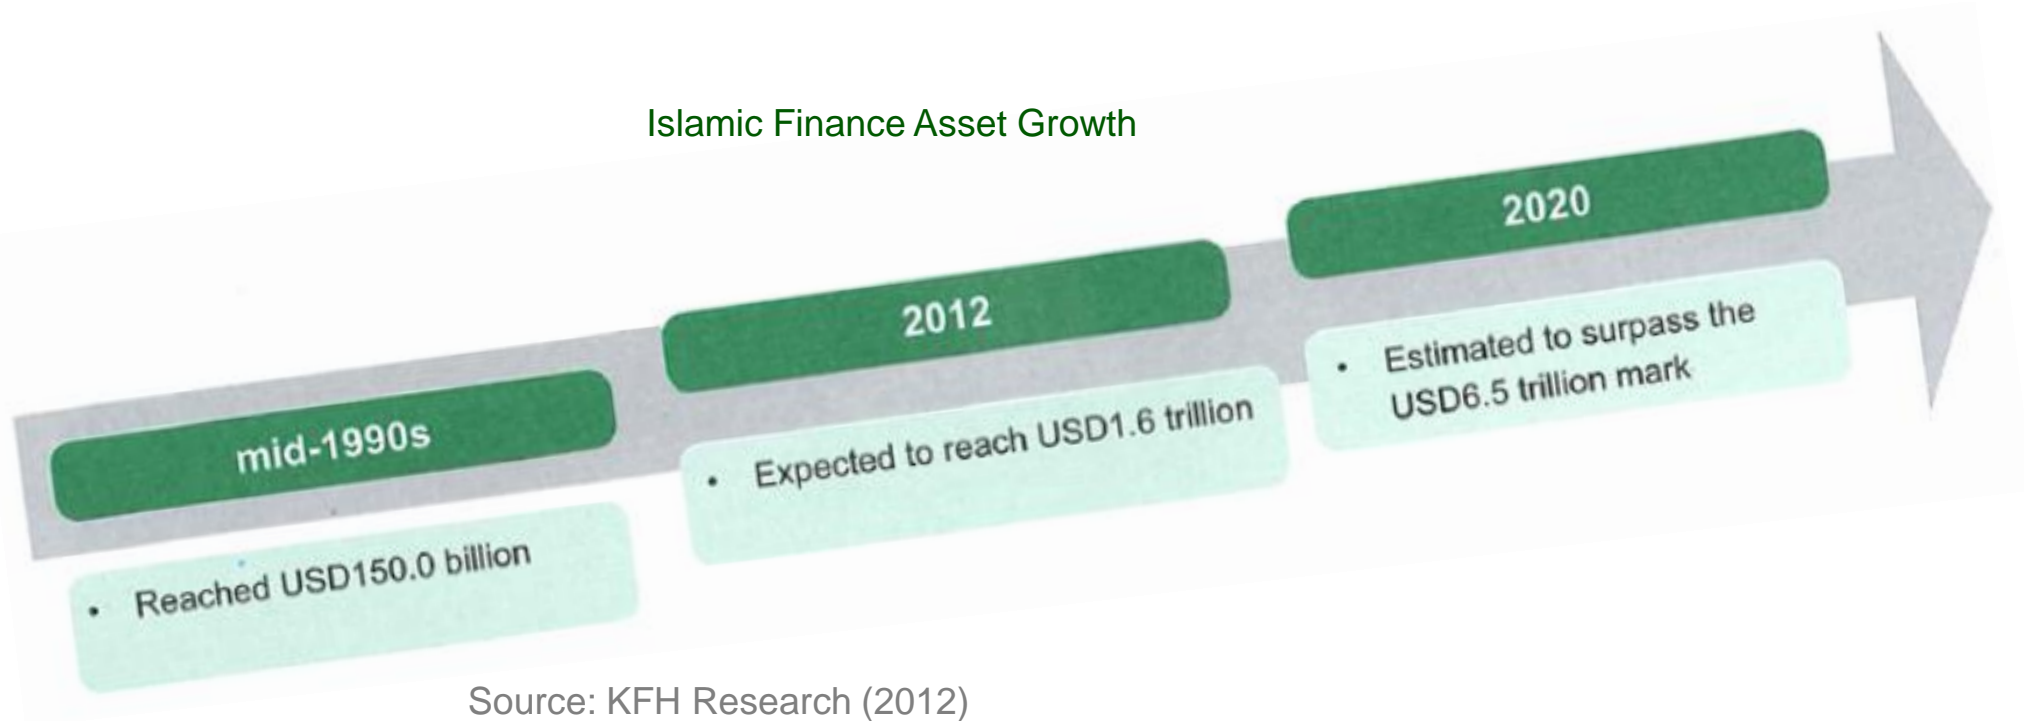 Islamic Finance Asset Growth
mid-1990s
• Reached USD150.0 billion
2012
• Expected to reach USD1.6 trillion
2020
• Estimated to surpass the
USD6.5 trillion mark
Source: KFH Research (2012)